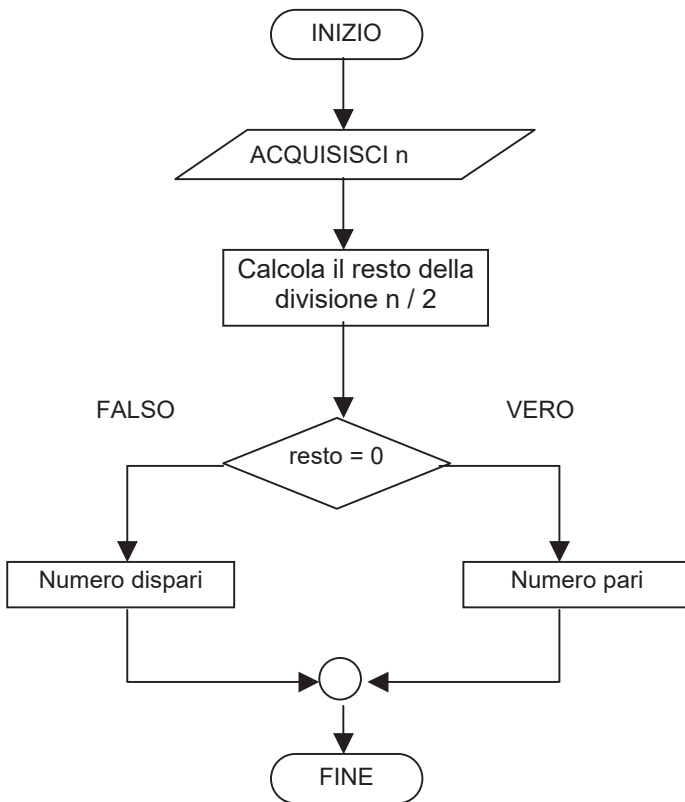 INIZIO
ACQUISISCI n
Calcola il resto della
divisione n / 2
FALSO
VERO
resto = 0
Numero dispari
Numero pari
FINE